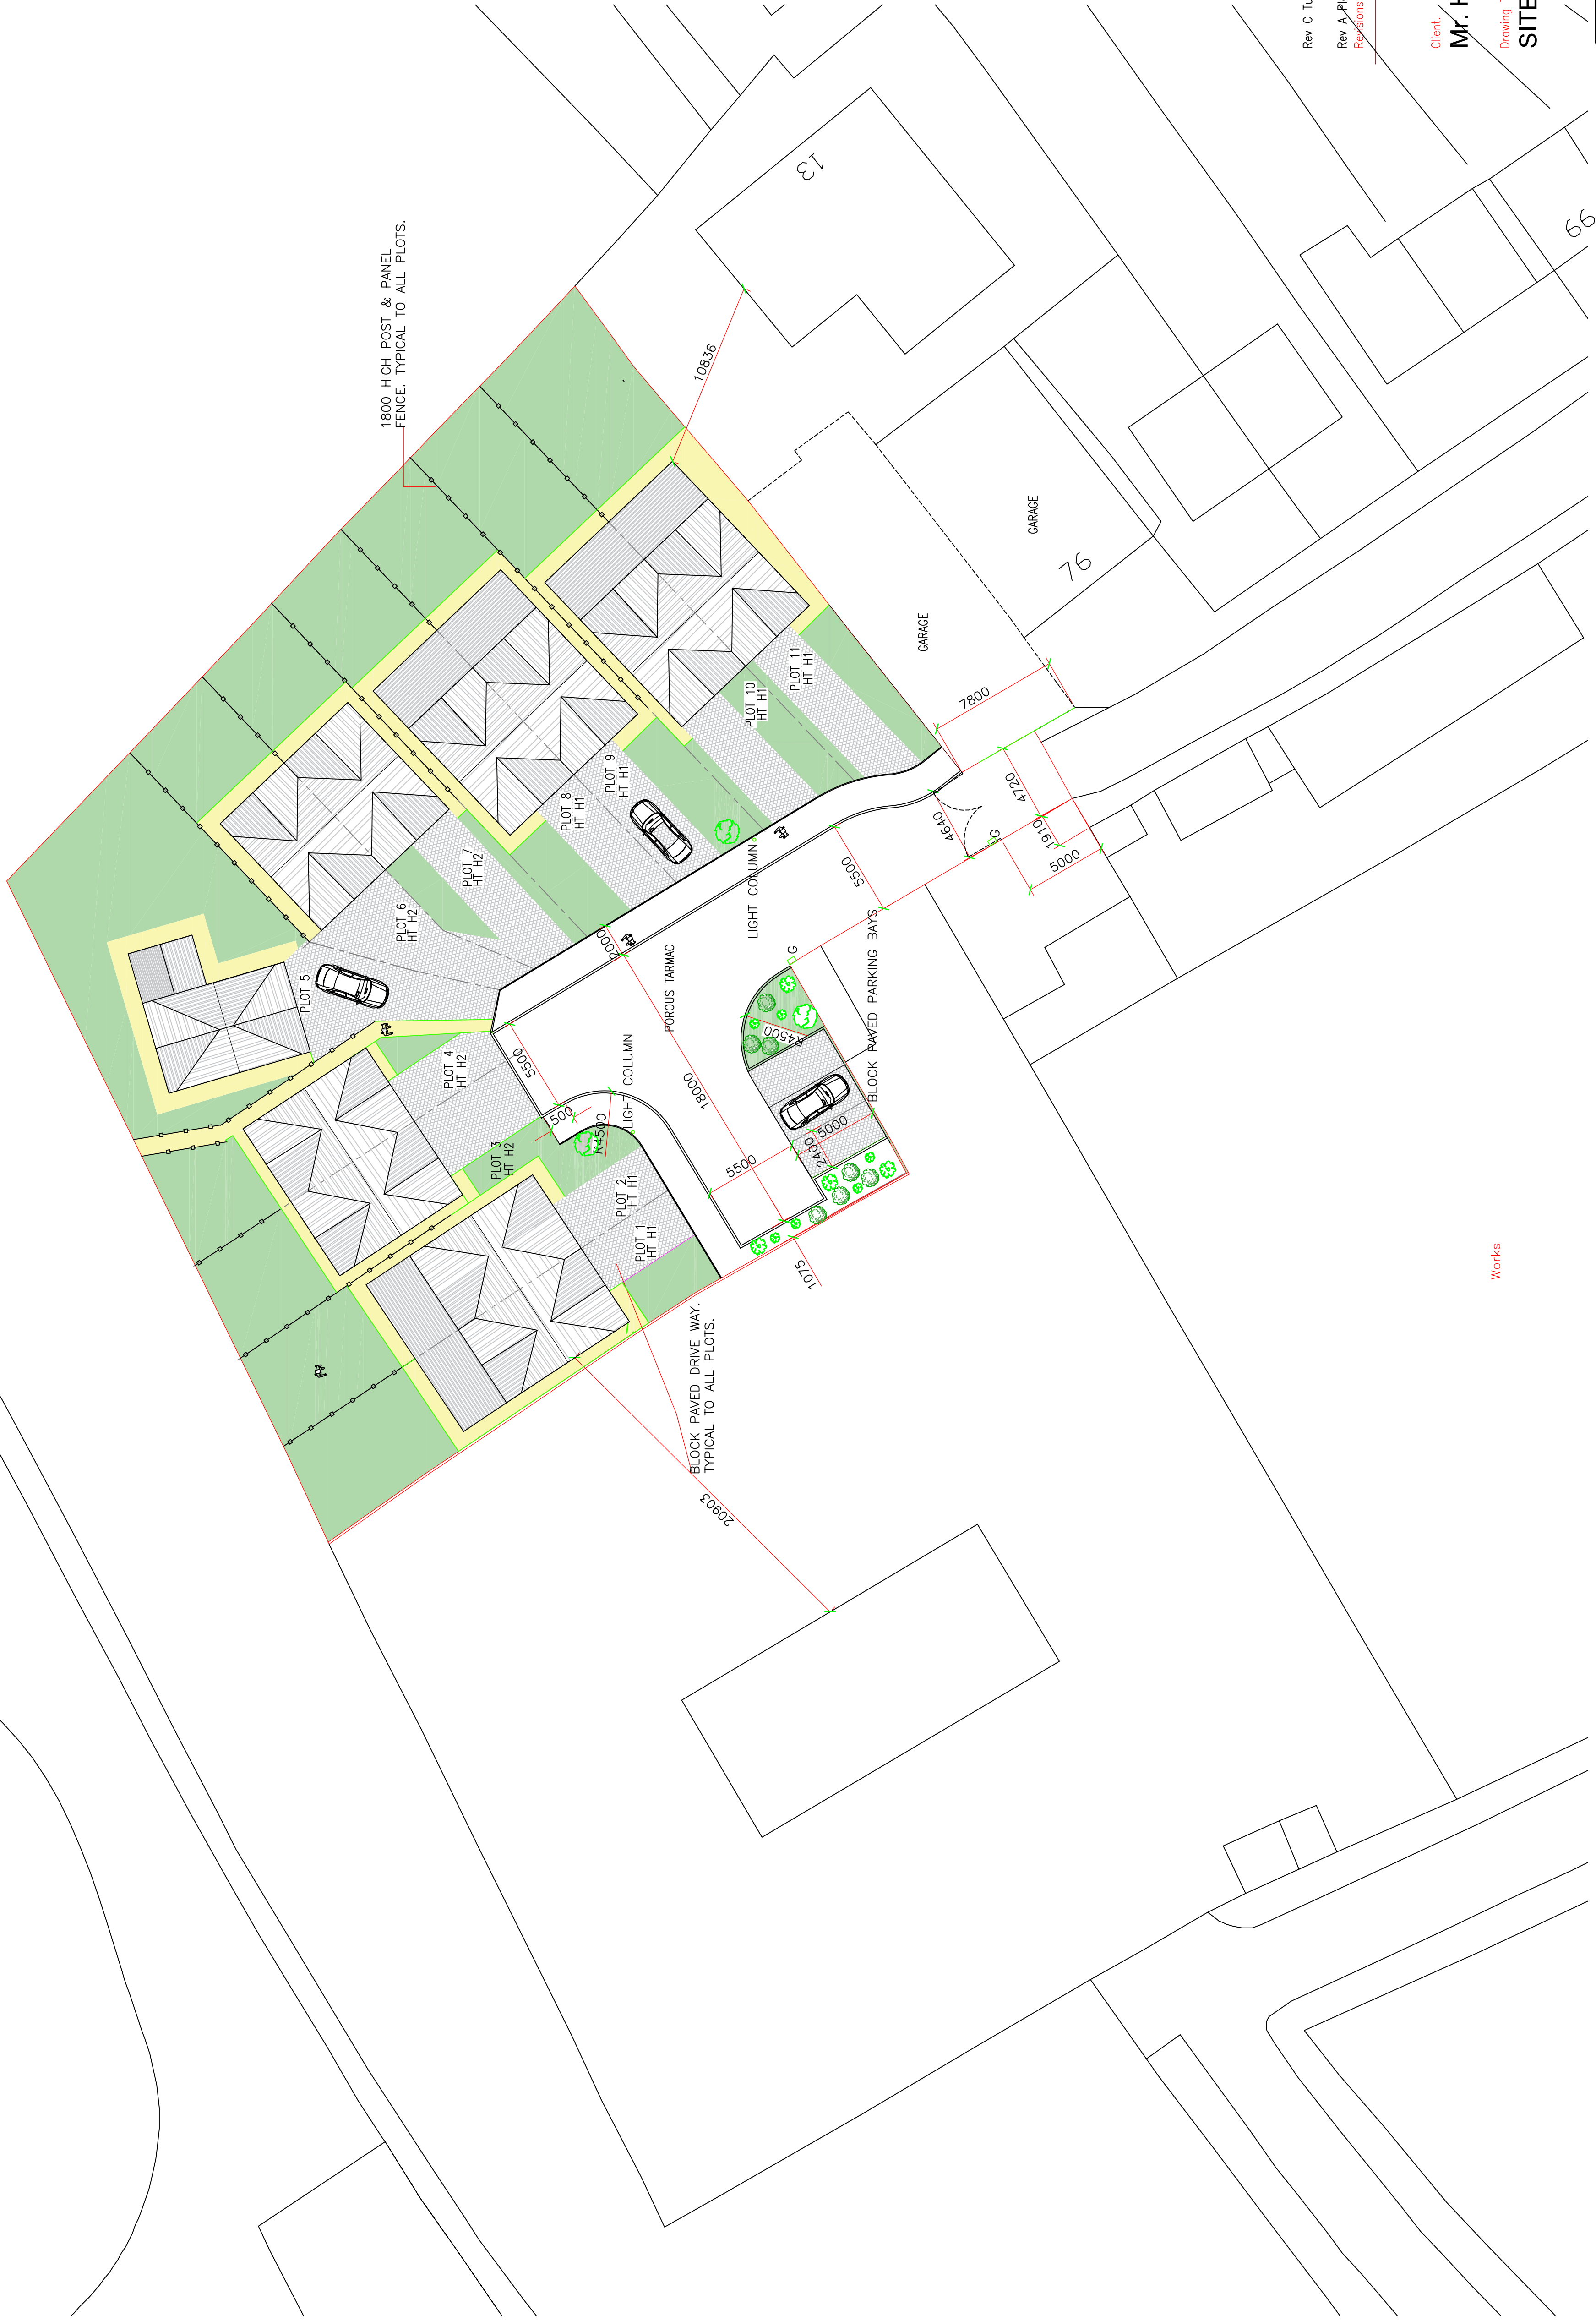 1800 HIGH POST & PANEL
FENCE. TYPICAL TO ALL PLOTS.
Rev C Tu
Rev A Pl
Revisions
Client.
Mr. H
Drawing
SITE
13
99
10836
GARAGE
76
GARAGE
7800
4720
1910
5000
4640
G
5500
PLOT 11
HT H1
PLOT 10
HT H1
PLOT 9
HT H1
PLOT 8
HT H1
PLOT 7
HT H2
PLOT 6
HT H2
PLOT 5
PLOT 4
HT H2
PLOT 3
HT H2
PLOT 2
HT H1
PLOT 1
HT H1
LIGHT COLUMN
2000
POROUS TARMAC
LIGHT COLUMN
5500
1500
R4500
18000
G
R4500
BLOCK PAVED PARKING BAYS
5500
5000
2400
1075
BLOCK PAVED DRIVE WAY.
TYPICAL TO ALL PLOTS.
20903
Works